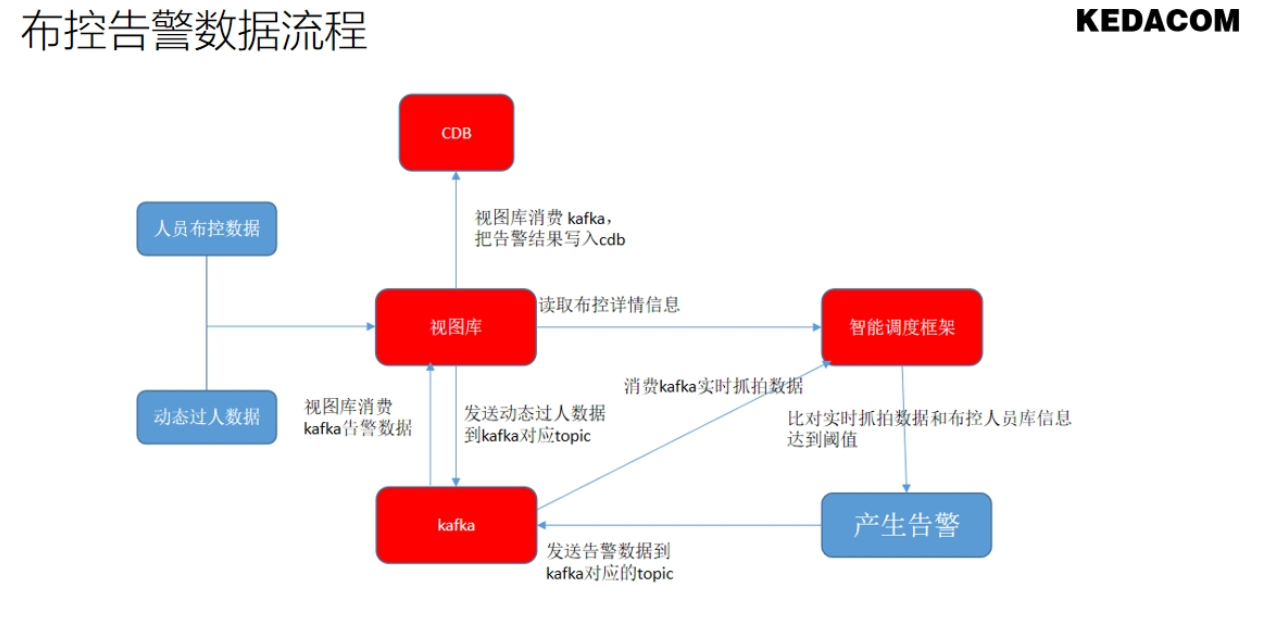 布控告警数据流程
KEDACOM
CDB
人员布控数据
视图库消费 kafka，
把告警结果写入cdb
视图库
读取布控详情信息
智能调度框架
动态过人数据
视图库消费
kafka告警数据
发送动态过人数据
到kafka对应topic
消费kafka实时抓拍数据
比对实时抓拍数据和布控人员库信息
达到阈值
kafka
产生告警
发送告警数据到
kafka对应的topic